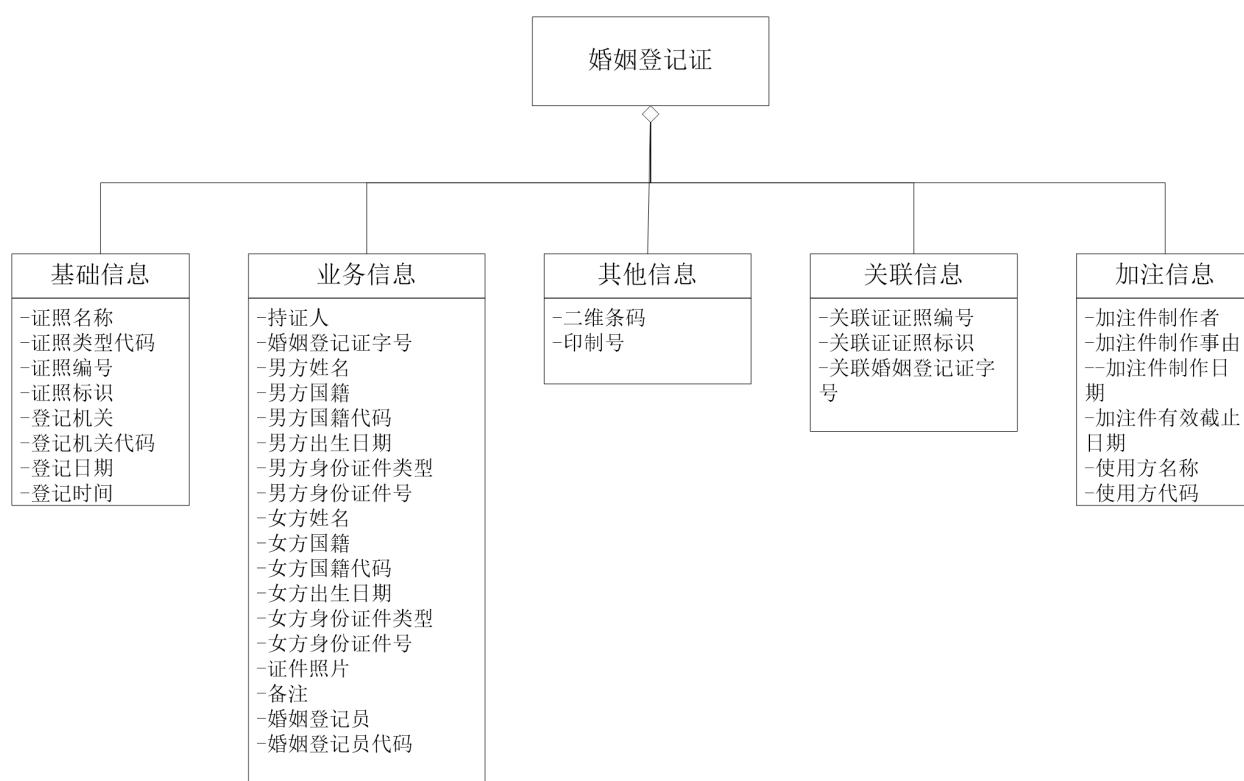 婚姻登记证
基础信息
-证照名称
-证照类型代码
-证照编号
-证照标识
-登记机关
-登记机关代码
-登记日期
-登记时间
业务信息
-持证人
-婚姻登记证字号
-男方姓名
-男方国籍
-男方国籍代码
-男方出生日期
-男方身份证件类型
-男方身份证件号
-女方姓名
-女方国籍
-女方国籍代码
-女方出生日期
-女方身份证件类型
-女方身份证件号
-证件照片
-备注
-婚姻登记员
-婚姻登记员代码
其他信息
-二维条码
-印制号
关联信息
-关联证证照编号
-关联证证照标识
-关联婚姻登记证字
号
加注信息
-加注件制作者
-加注件制作事由
--加注件制作日
期
-加注件有效截止
日期
-使用方名称
-使用方代码